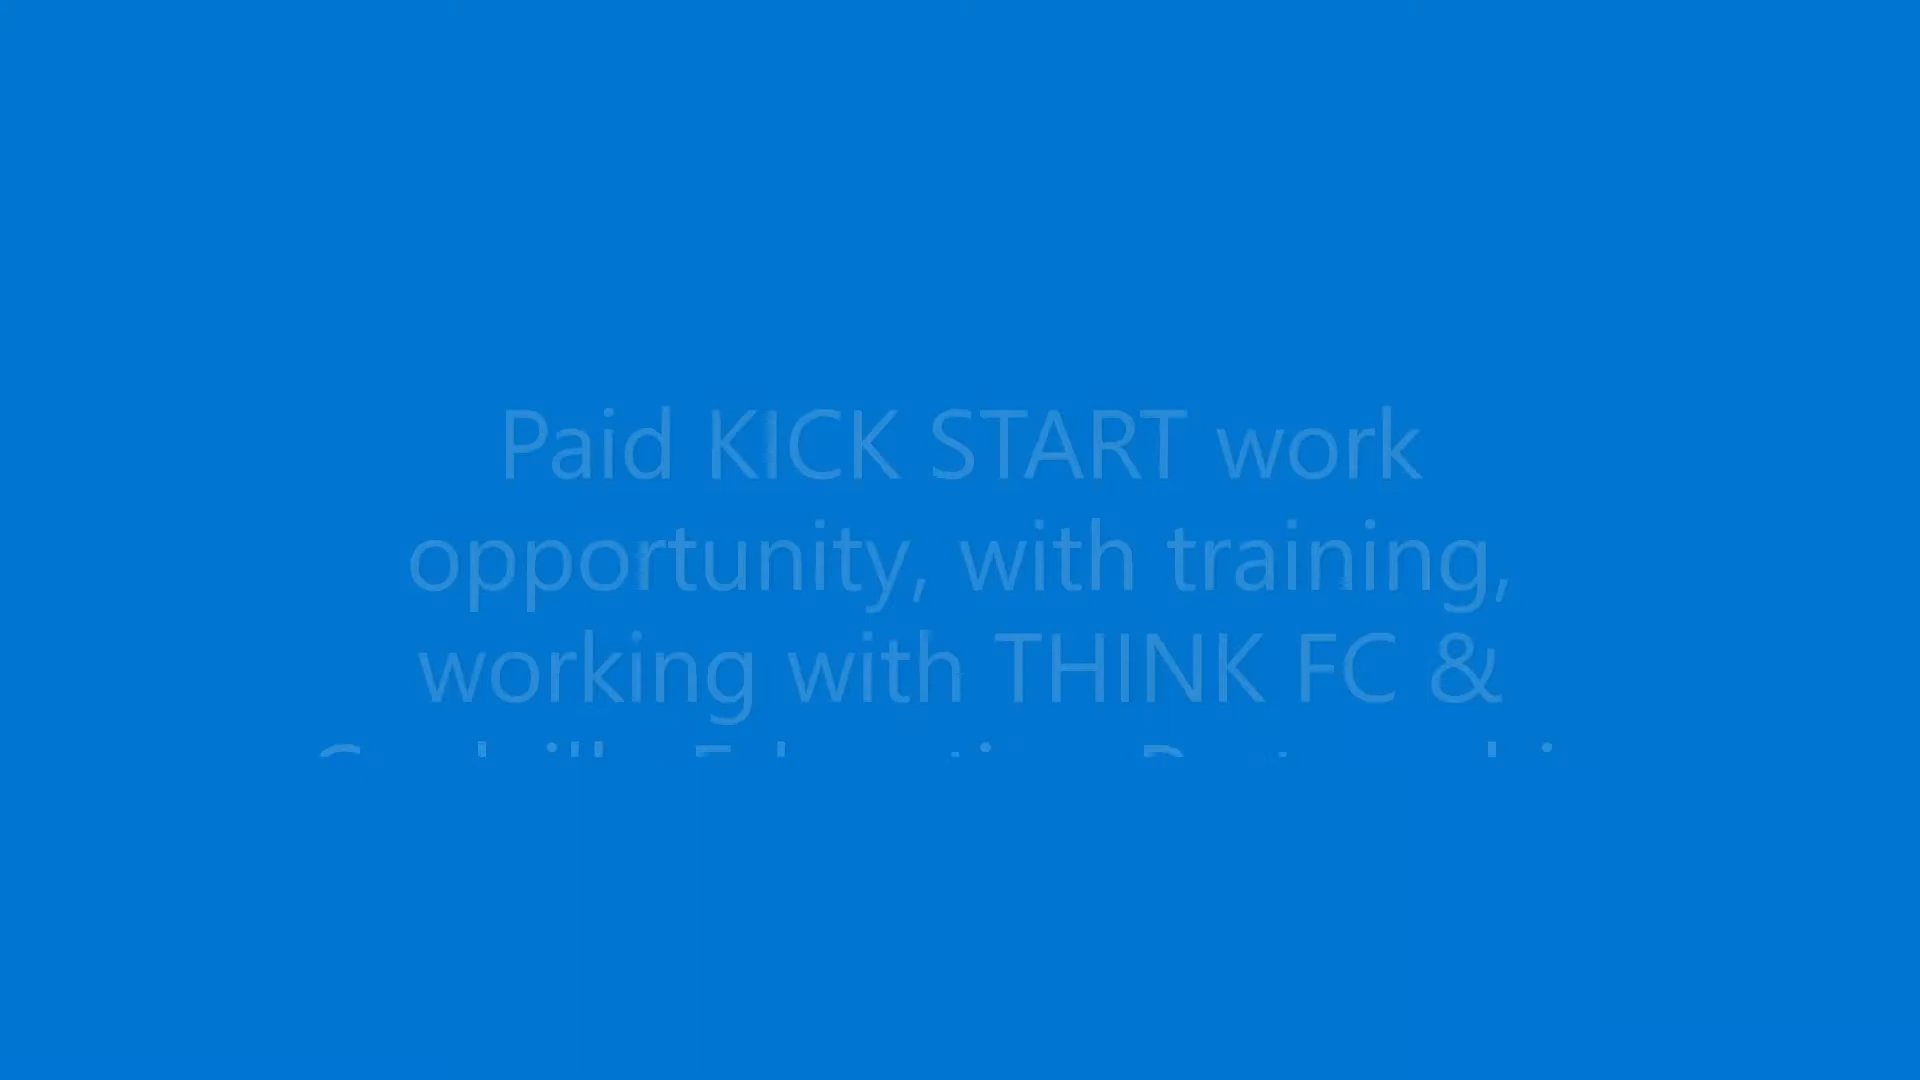 Paid KICK START work
opportunity, with training,
working with THINK FC &